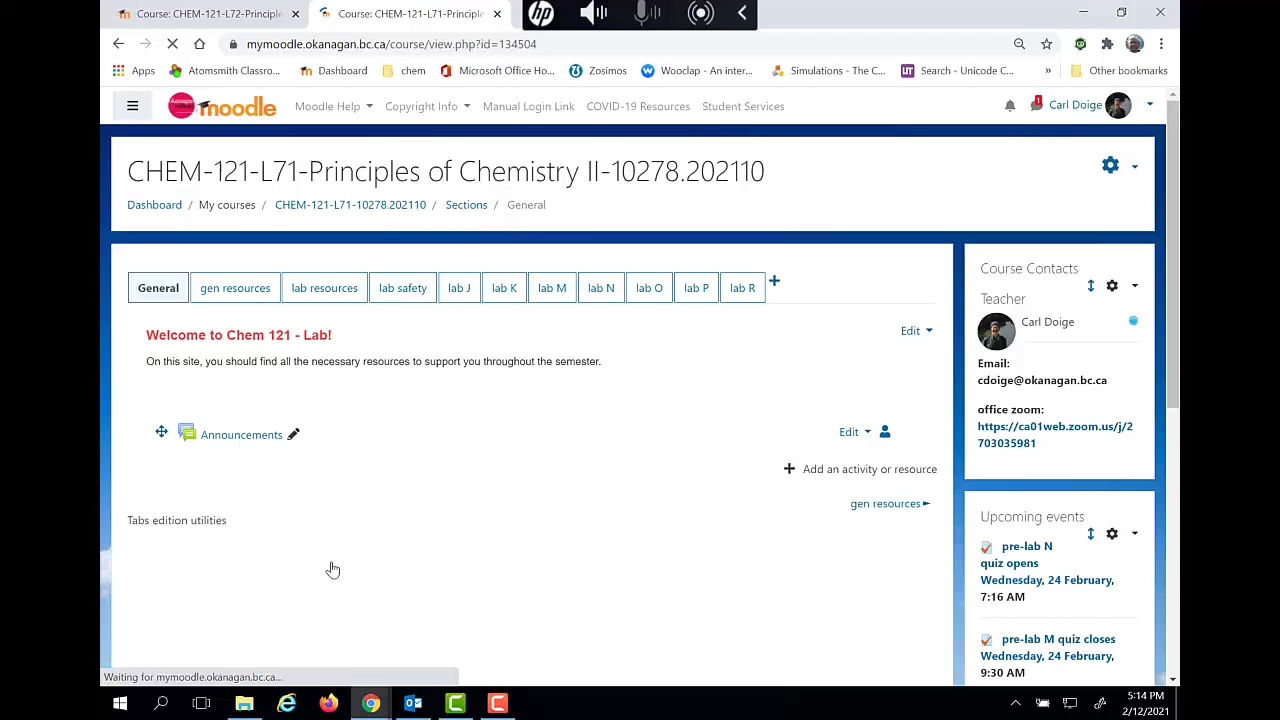 Course: CHEM-121-L72-Principle
Course: CHEM-121-L71-Principle
mymoodle.okanagan.bc.ca/course/view.php?id=134504
Apps
Atomsmith Classro...
Dashboard
chem
Microsoft Office Ho...
Zosimos
Wooclap - An inter...
Simulations - The C...
Search - Unicode C...
»
Other bookmarks
moodle
Moodle Help
Copyright Info
Manual Login Link
COVID-19 Resources
Student Services
1
Carl Doige
CHEM-121-L71-Principles of Chemistry II-10278.202110
Dashboard / My courses / CHEM-121-L71-10278.202110 / Sections / General
General
gen resources
lab resources
lab safety
lab J
lab K
lab M
lab N
lab O
lab P
lab R
Welcome to Chem 121 - Lab!
Edit
On this site, you should find all the necessary resources to support you throughout the semester.
Announcements
Edit
Add an activity or resource
gen resources►
Tabs edition utilities
Course Contacts
Teacher
Carl Doige
Email:
cdoige@okanagan.bc.ca
office zoom:
https://ca01web.zoom.us/j/2
703035981
Upcoming events
pre-lab N
quiz opens
Wednesday, 24 February,
7:16 AM
pre-lab M quiz closes
Wednesday, 24 February,
9:30 AM
Waiting for mymoodle.okanagan.bc.ca...
5:14 PM
2/12/2021